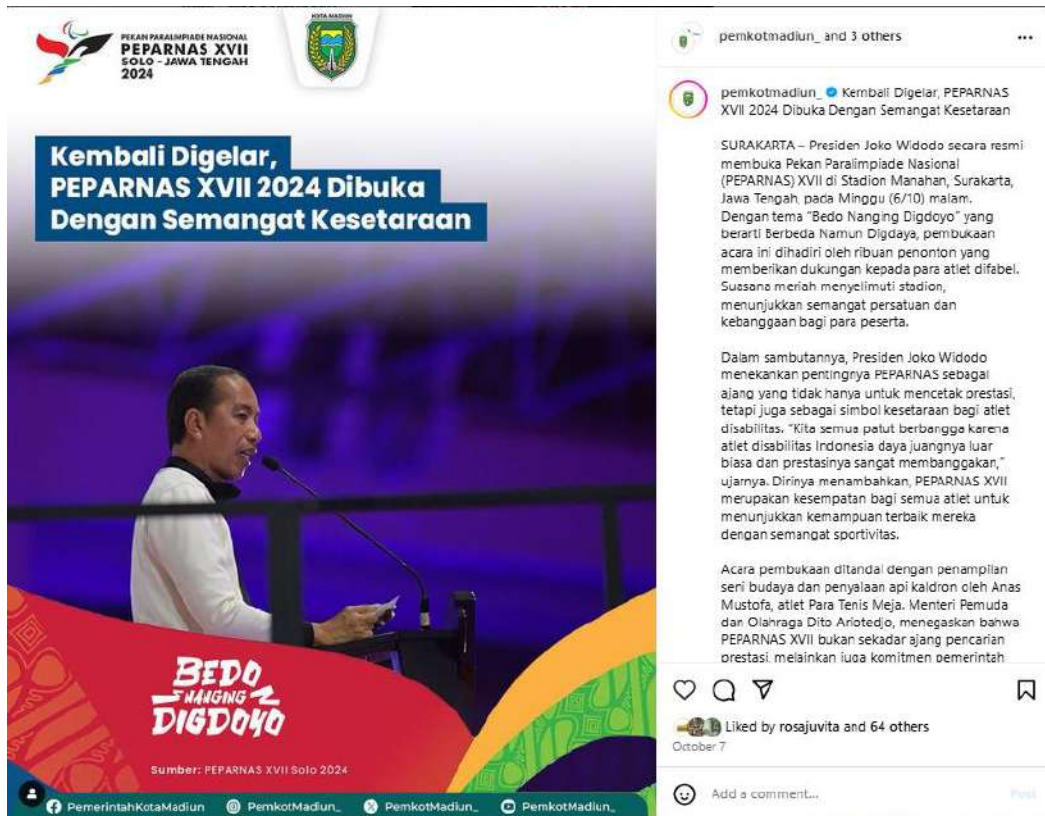 PEKAN PARALIMPIADE NASIONAL
PEPARNAS XVII
SOLO - JAWA TENGAH
2024
KOTA MADIUN
Kembali Digelar,
PEPARNAS XVII 2024 Dibuka
Dengan Semangat Kesetaraan
BEDO
NANGING
DIGDOYO
Sumber: PEPARNAS XVII Solo 2024
PemerintahKotaMadiun PemkotMadiun_ PemkotMadiun_ PemkotMadiun_
pemkotmadiun_ and 3 others
pemkotmadiun_ Kembali Digelar, PEPARNAS
XVII 2024 Dibuka Dengan Semangat Kesetaraan
SURAKARTA – Presiden Joko Widodo secara resmi
membuka Pekan Paralimpiade Nasional
(PEPARNAS) XVII di Stadion Manahan, Surakarta,
Jawa Tengah, pada Minggu (6/10) malam.
Dengan tema "Bedo Nanging Digdoyo" yang
berarti Berbeda Namun Digdaya, pembukaan
acara ini dihadiri oleh ribuan penonton yang
memberikan dukungan kepada para atlet difabel.
Suasana meriah menyelimuti stadion,
menunjukkan semangat persatuan dan
kebanggaan bagi para peserta.
Dalam sambutannya, Presiden Joko Widodo
menekankan pentingnya PEPARNAS sebagai
ajang yang tidak hanya untuk mencetak prestasi,
tetapi juga sebagai simbol kesetaraan bagi atlet
disabilitas. "Kita semua patut berbangga karena
atlet disabilitas Indonesia daya juangnya luar
biasa dan prestasinya sangat membanggakan,"
ujarnya. Dirinya menambahkan, PEPARNAS XVII
merupakan kesempatan bagi semua atlet untuk
menunjukkan kemampuan terbaik mereka
dengan semangat sportivitas.
Acara pembukaan ditandai dengan penampilan
seni budaya dan penyalaan api kaldron oleh Anas
Mustofa, atlet Para Tenis Meja. Menteri Pemuda
dan Olahraga Dito Ariotedjo, menegaskan bahwa
PEPARNAS XVII bukan sekadar ajang pencarian
prestasi, melainkan juga komitmen pemerintah
Liked by rosajuvita and 64 others
October 7
Add a comment...
Post